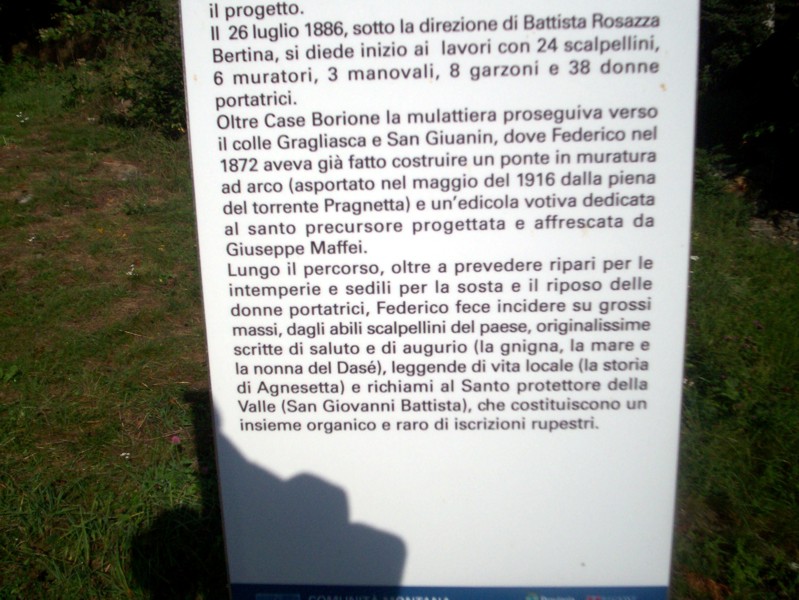 il progetto.
Il 26 luglio 1886, sotto la direzione di Battista Rosazza
Bertina, si diede inizio ai lavori con 24 scalpellini,
6 muratori, 3 manovali, 8 garzoni e 38 donne
portatrici.
Oltre Case Borione la mulattiera proseguiva verso
il colle Gragliasca e San Giuanin, dove Federico nel
1872 aveva già fatto costruire un ponte in muratura
ad arco (asportato nel maggio del 1916 dalla piena
del torrente Pragnetta) e un'edicola votiva dedicata
al santo precursore progettata e affrescata da
Giuseppe Maffei.
Lungo il percorso, oltre a prevedere ripari per le
intemperie e sedili per la sosta e il riposo delle
donne portatrici, Federico fece incidere su grossi
massi, dagli abili scalpellini del paese, originalissime
scritte di saluto e di augurio (la gnigna, la mare e
la nonna del Dasé), leggende di vita locale (la storia
di Agnesetta) e richiami al Santo protettore della
Valle (San Giovanni Battista), che costituiscono un
insieme organico e raro di iscrizioni rupestri.
COMUNITÀ MONTANA